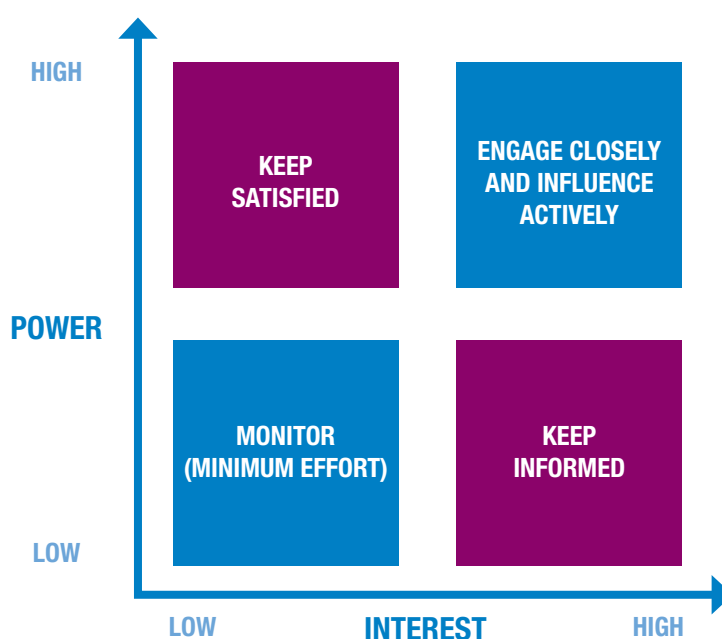 HIGH
KEEP
SATISFIED
ENGAGE CLOSELY
AND INFLUENCE
ACTIVELY
POWER
MONITOR
(MINIMUM EFFORT)
KEEP
INFORMED
LOW
LOW
INTEREST
HIGH